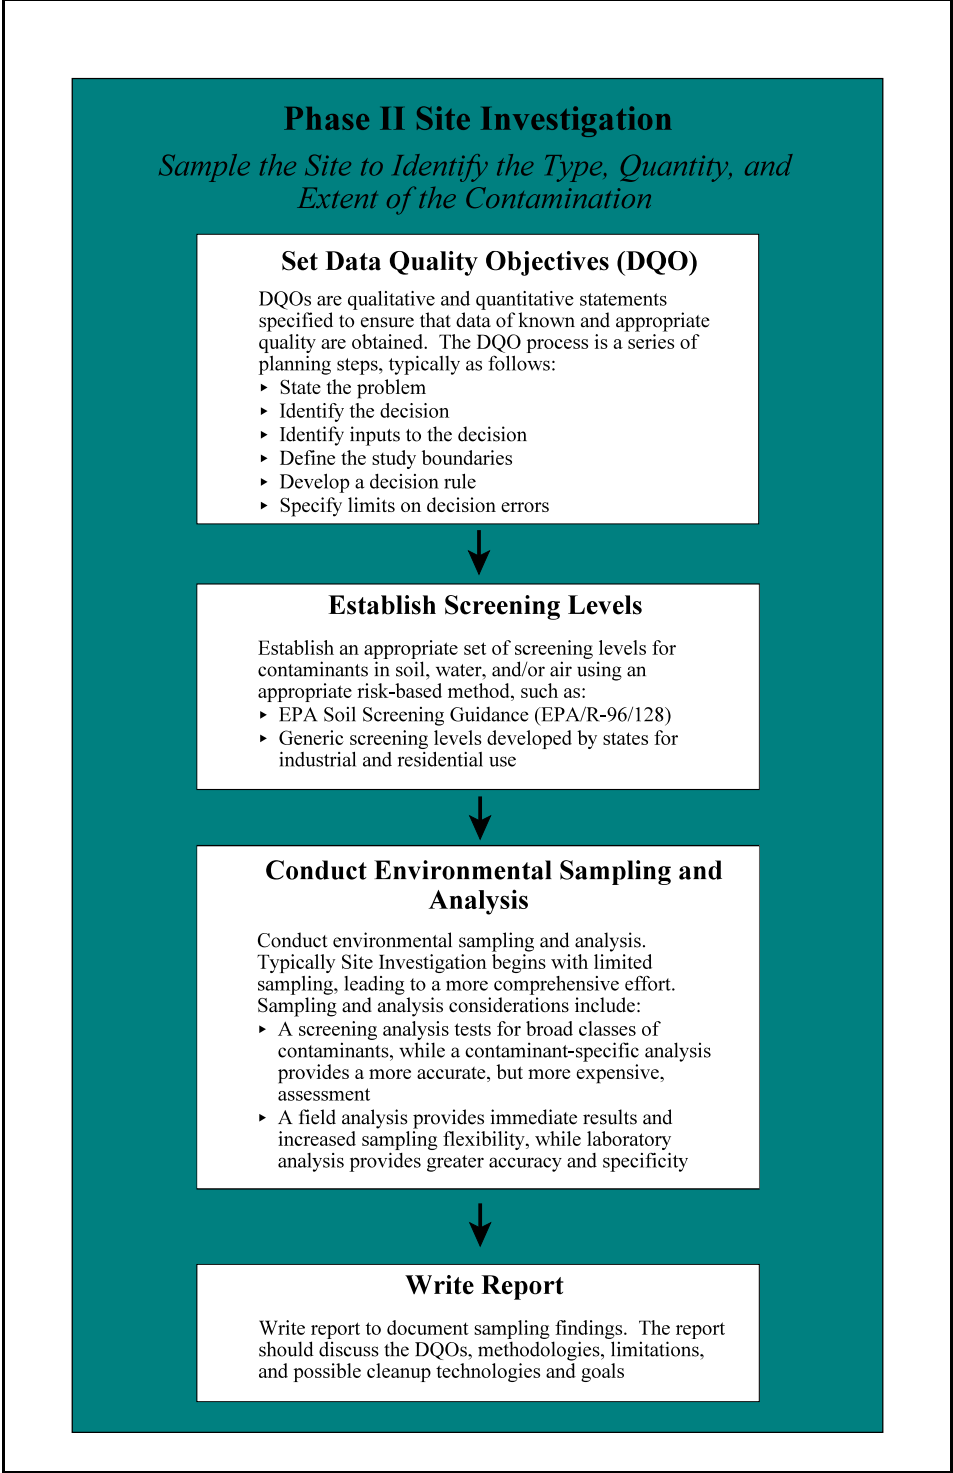 Phase II Site Investigation
Sample the Site to Identify the Type, Quantity, and
Extent of the Contamination
Set Data Quality Objectives (DQO)
DQOs are qualitative and quantitative statements
specified to ensure that data of known and appropriate
quality are obtained.  The DQO process is a series of
planning steps, typically as follows:
‣ State the problem
‣ Identify the decision
‣ Identify inputs to the decision
‣ Define the study boundaries
‣ Develop a decision rule
‣ Specify limits on decision errors
Establish Screening Levels
Establish an appropriate set of screening levels for
contaminants in soil, water, and/or air using an
appropriate risk-based method, such as:
‣ EPA Soil Screening Guidance (EPA/R-96/128)
‣ Generic screening levels developed by states for
industrial and residential use
Conduct Environmental Sampling and
Analysis
Conduct environmental sampling and analysis.
Typically Site Investigation begins with limited
sampling, leading to a more comprehensive effort.
Sampling and analysis considerations include:
‣ A screening analysis tests for broad classes of
contaminants, while a contaminant-specific analysis
provides a more accurate, but more expensive,
assessment
‣ A field analysis provides immediate results and
increased sampling flexibility, while laboratory
analysis provides greater accuracy and specificity
Write Report
Write report to document sampling findings.  The report
should discuss the DQOs, methodologies, limitations,
and possible cleanup technologies and goals